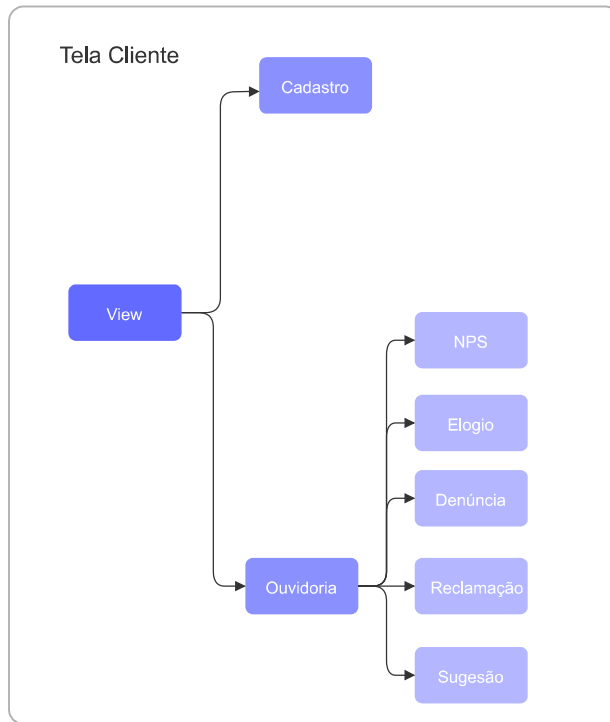 Tela Cliente
Cadastro
View
NPS
Elogio
Denúncia
Ouvidoria
Reclamação
Sugesão